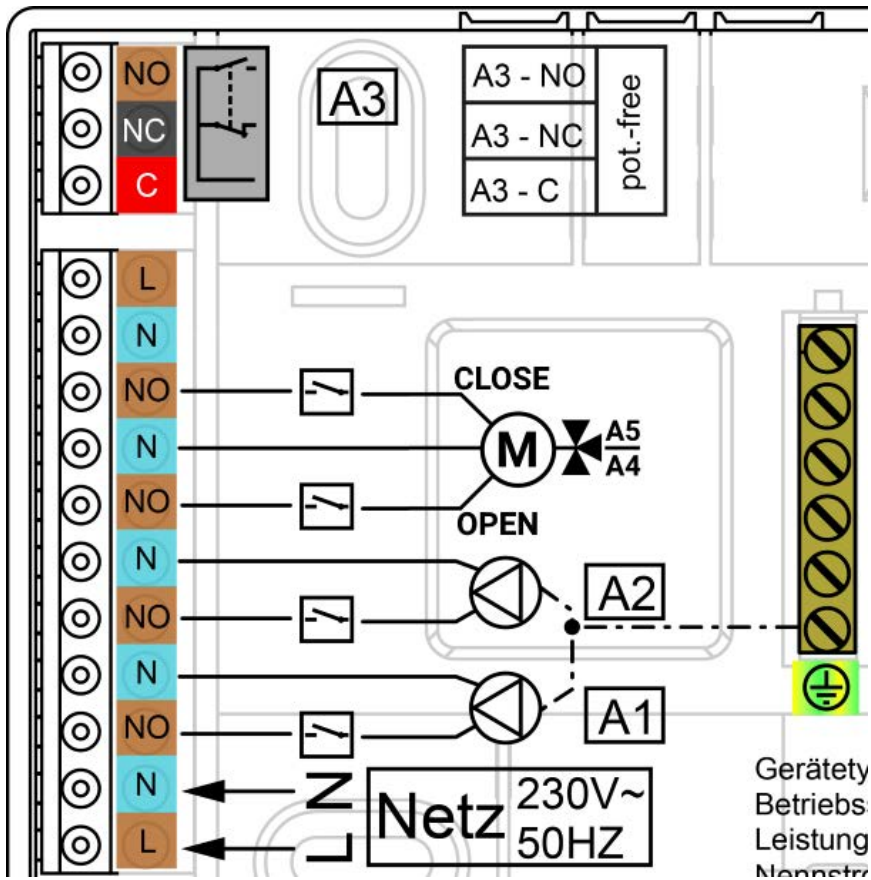 NO
NC
C
A3
A3 - NO
A3 - NC
A3 - C
pot.-free
L
N
NO
N
NO
N
NO
N
NO
N
L
CLOSE
M
A5
A4
OPEN
A2
A1
N
L
Netz
230V~
50HZ
Gerätety
Betriebs
Leistung
Nennstro